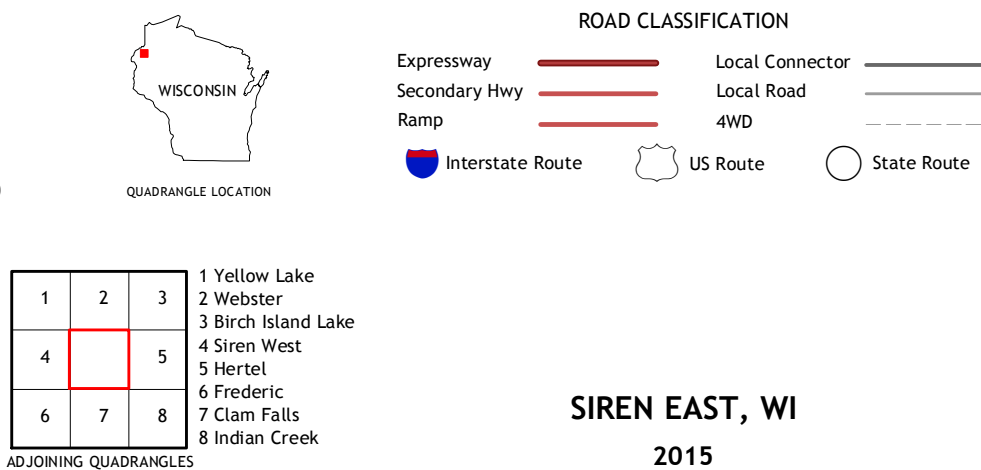 WISCONSIN
QUADRANGLE LOCATION
ROAD CLASSIFICATION
Expressway
Secondary Hwy
Ramp
Local Connector
Local Road
4WD
Interstate Route
US Route
State Route
1 2 3
4 5
6 7 8
ADJOINING QUADRANGLES
1 Yellow Lake
2 Webster
3 Birch Island Lake
4 Siren West
5 Hertel
6 Frederic
7 Clam Falls
8 Indian Creek
SIREN EAST, WI
2015